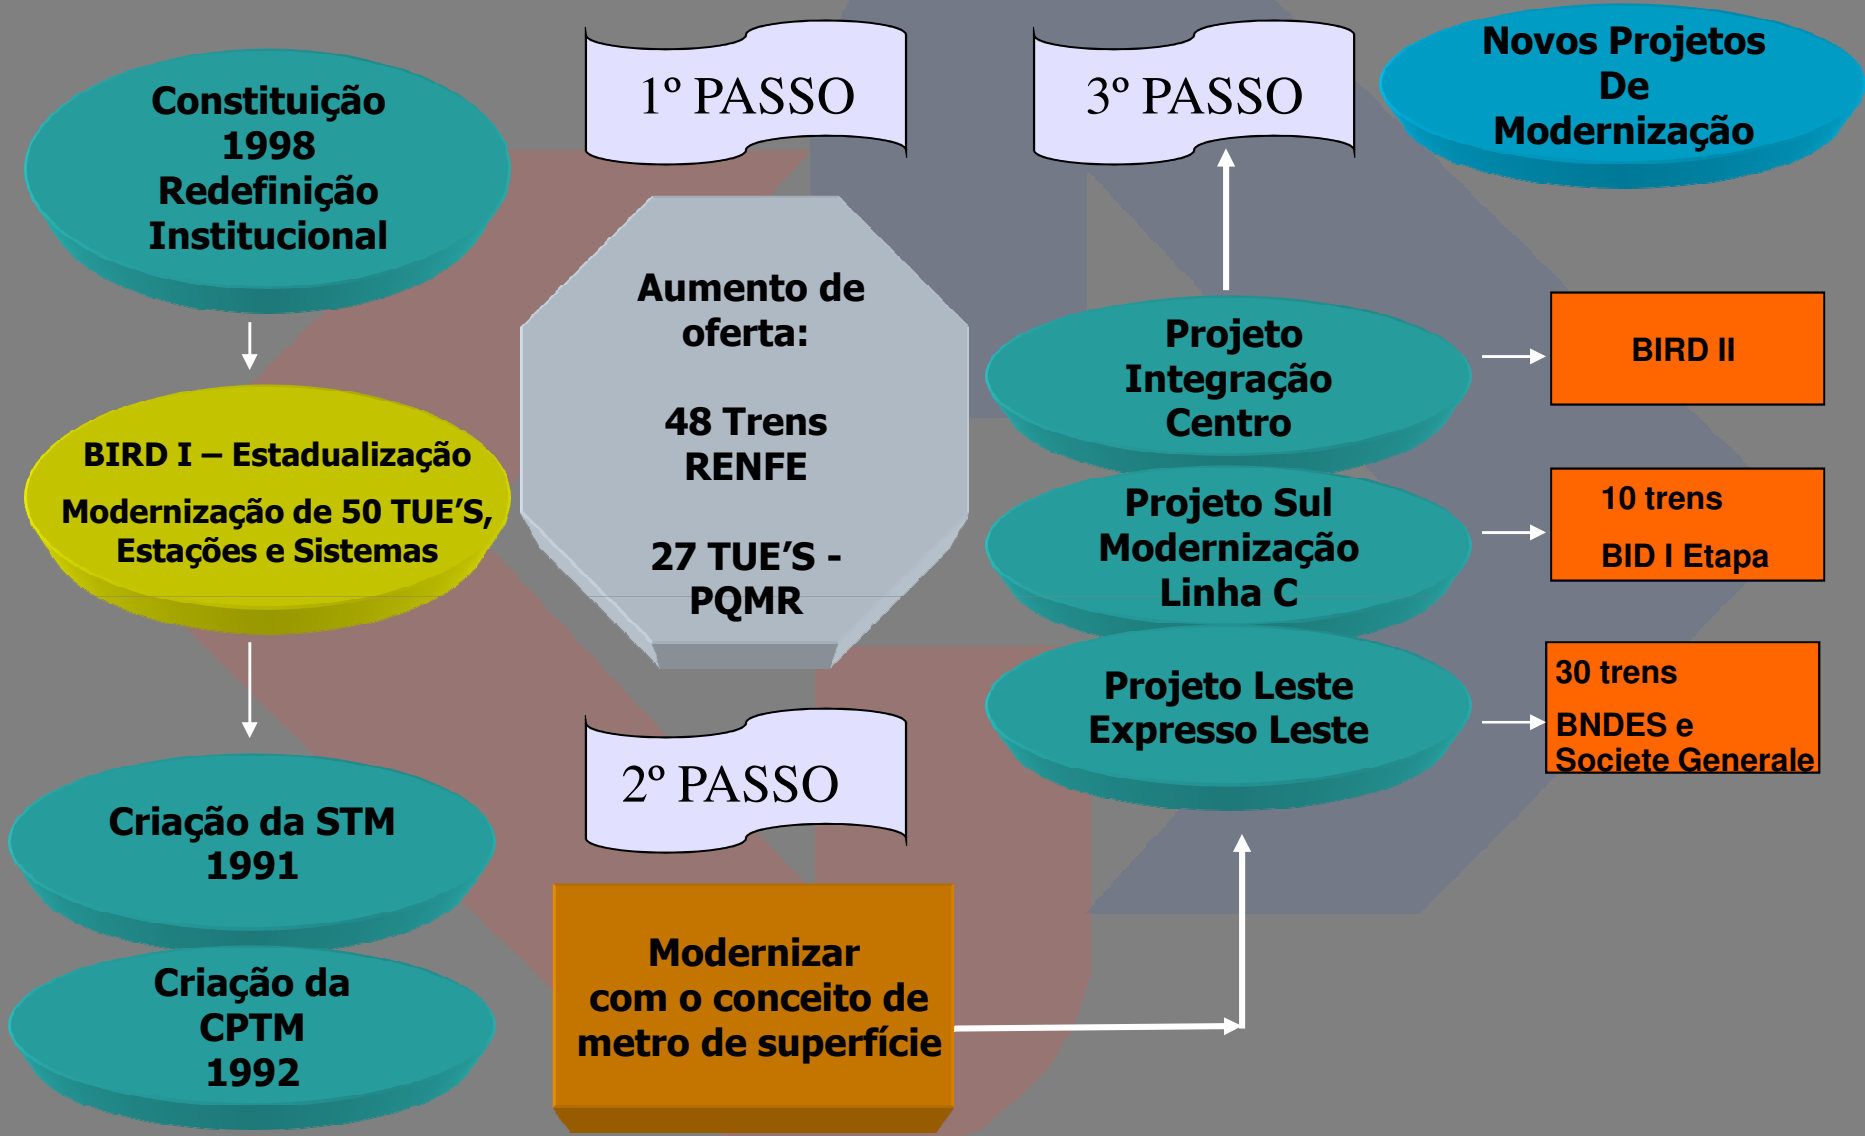 Constituição
1998
Redefinição
Institucional
BIRD I – Estadualização
Modernização de 50 TUE'S,
Estações e Sistemas
Criação da STM
1991
Criação da
CPTM
1992
1º PASSO
Aumento de
oferta:
48 Trens
RENFE
27 TUE'S -
PQMR
2º PASSO
Modernizar
com o conceito de
metro de superfície
3º PASSO
Projeto
Integração
Centro
Projeto Sul
Modernização
Linha C
Projeto Leste
Expresso Leste
Novos Projetos
De
Modernização
BIRD II
10 trens
BID I Etapa
30 trens
BNDES e
Societe Generale